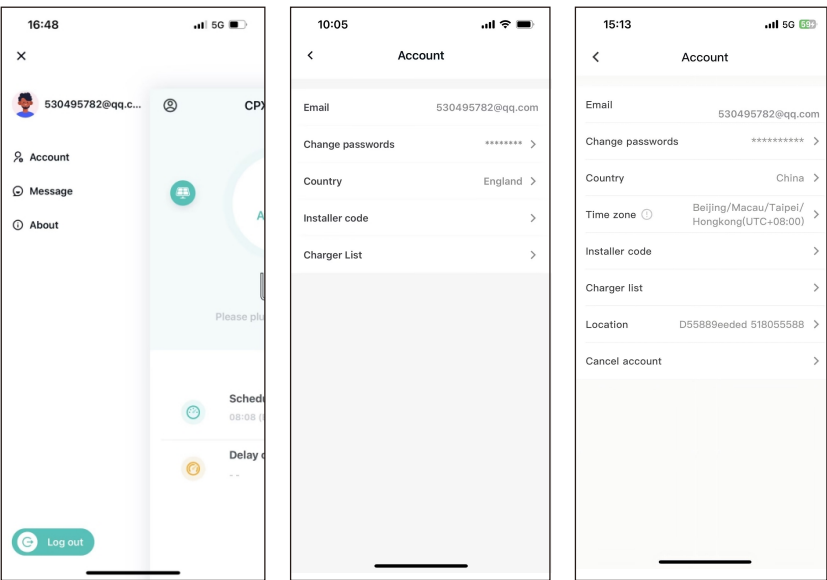 16:48
5G
530495782@qq.c...
CPX
Account
Message
A
About
Please plu
Schedu
08:08 (
Delay c
- -
Log out
10:05
Account
Email 530495782@qq.com
Change passwords ********
Country England
Installer code
Charger List
15:13
5G 59
Account
Email
530495782@qq.com
Change passwords **********
Country China
Time zone Beijing/Macau/Taipei/
Hongkong(UTC+08:00)
Installer code
Charger list
Location D55889eeded 518055588
Cancel account